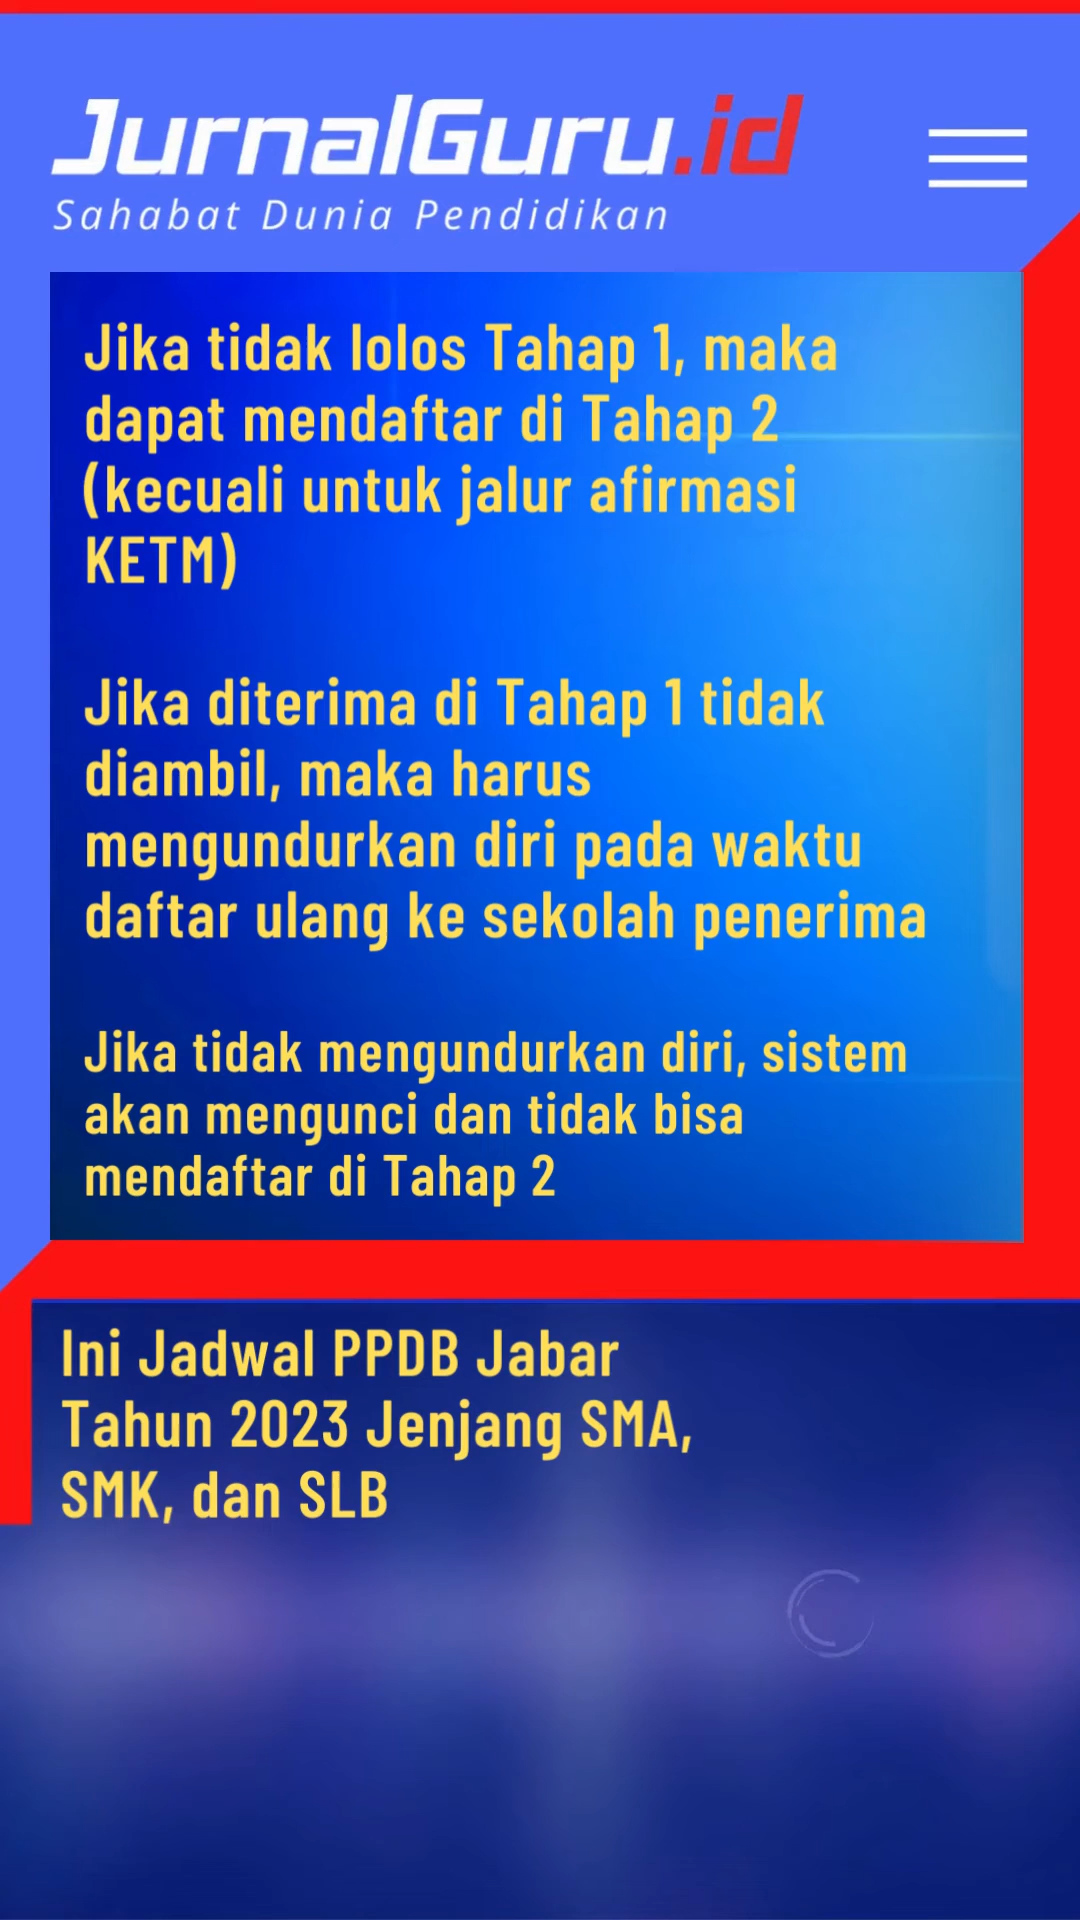 JurnalGuru.id
Sahabat Dunia Pendidikan
Jika tidak lolos Tahap 1, maka
dapat mendaftar di Tahap 2
(kecuali untuk jalur afirmasi
KETM)
Jika diterima di Tahap 1 tidak
diambil, maka harus
mengundurkan diri pada waktu
daftar ulang ke sekolah penerima
Jika tidak mengundurkan diri, sistem
akan mengunci dan tidak bisa
mendaftar di Tahap 2
Ini Jadwal PPDB Jabar
Tahun 2023 Jenjang SMA,
SMK, dan SLB